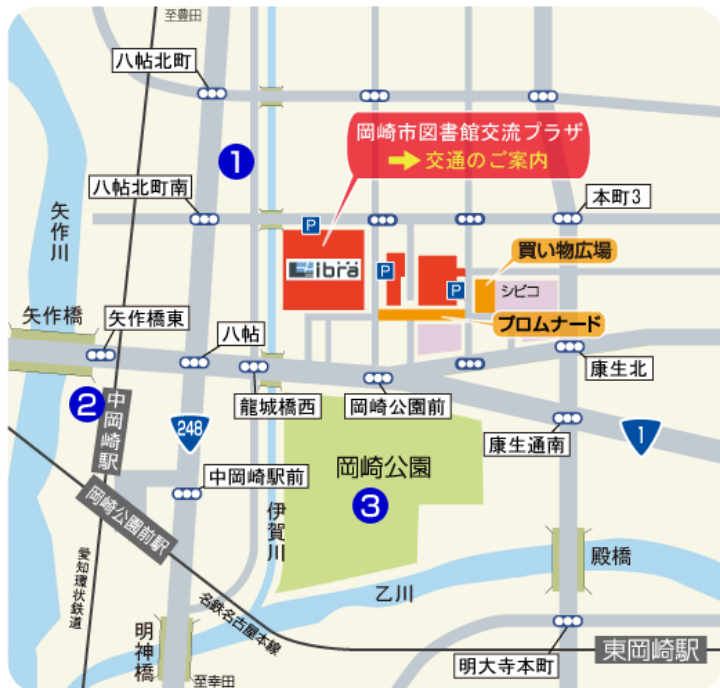 至豊田
八帖北町
1
岡崎市図書館交流プラザ
➡ 交通のご案内
八帖北町南
本町3
矢作川
P
買い物広場
Libra
P
P
シビコ
矢作橋
矢作橋東
八帖
プロムナード
康生北
2
中岡崎駅
龍城橋西
岡崎公園前
248
康生通南
1
中岡崎駅前
岡崎公園
3
岡崎公園前駅
伊賀川
愛知環状鉄道
殿橋
乙川
名鉄名古屋本線
明神橋
東岡崎駅
明大寺本町
至幸田